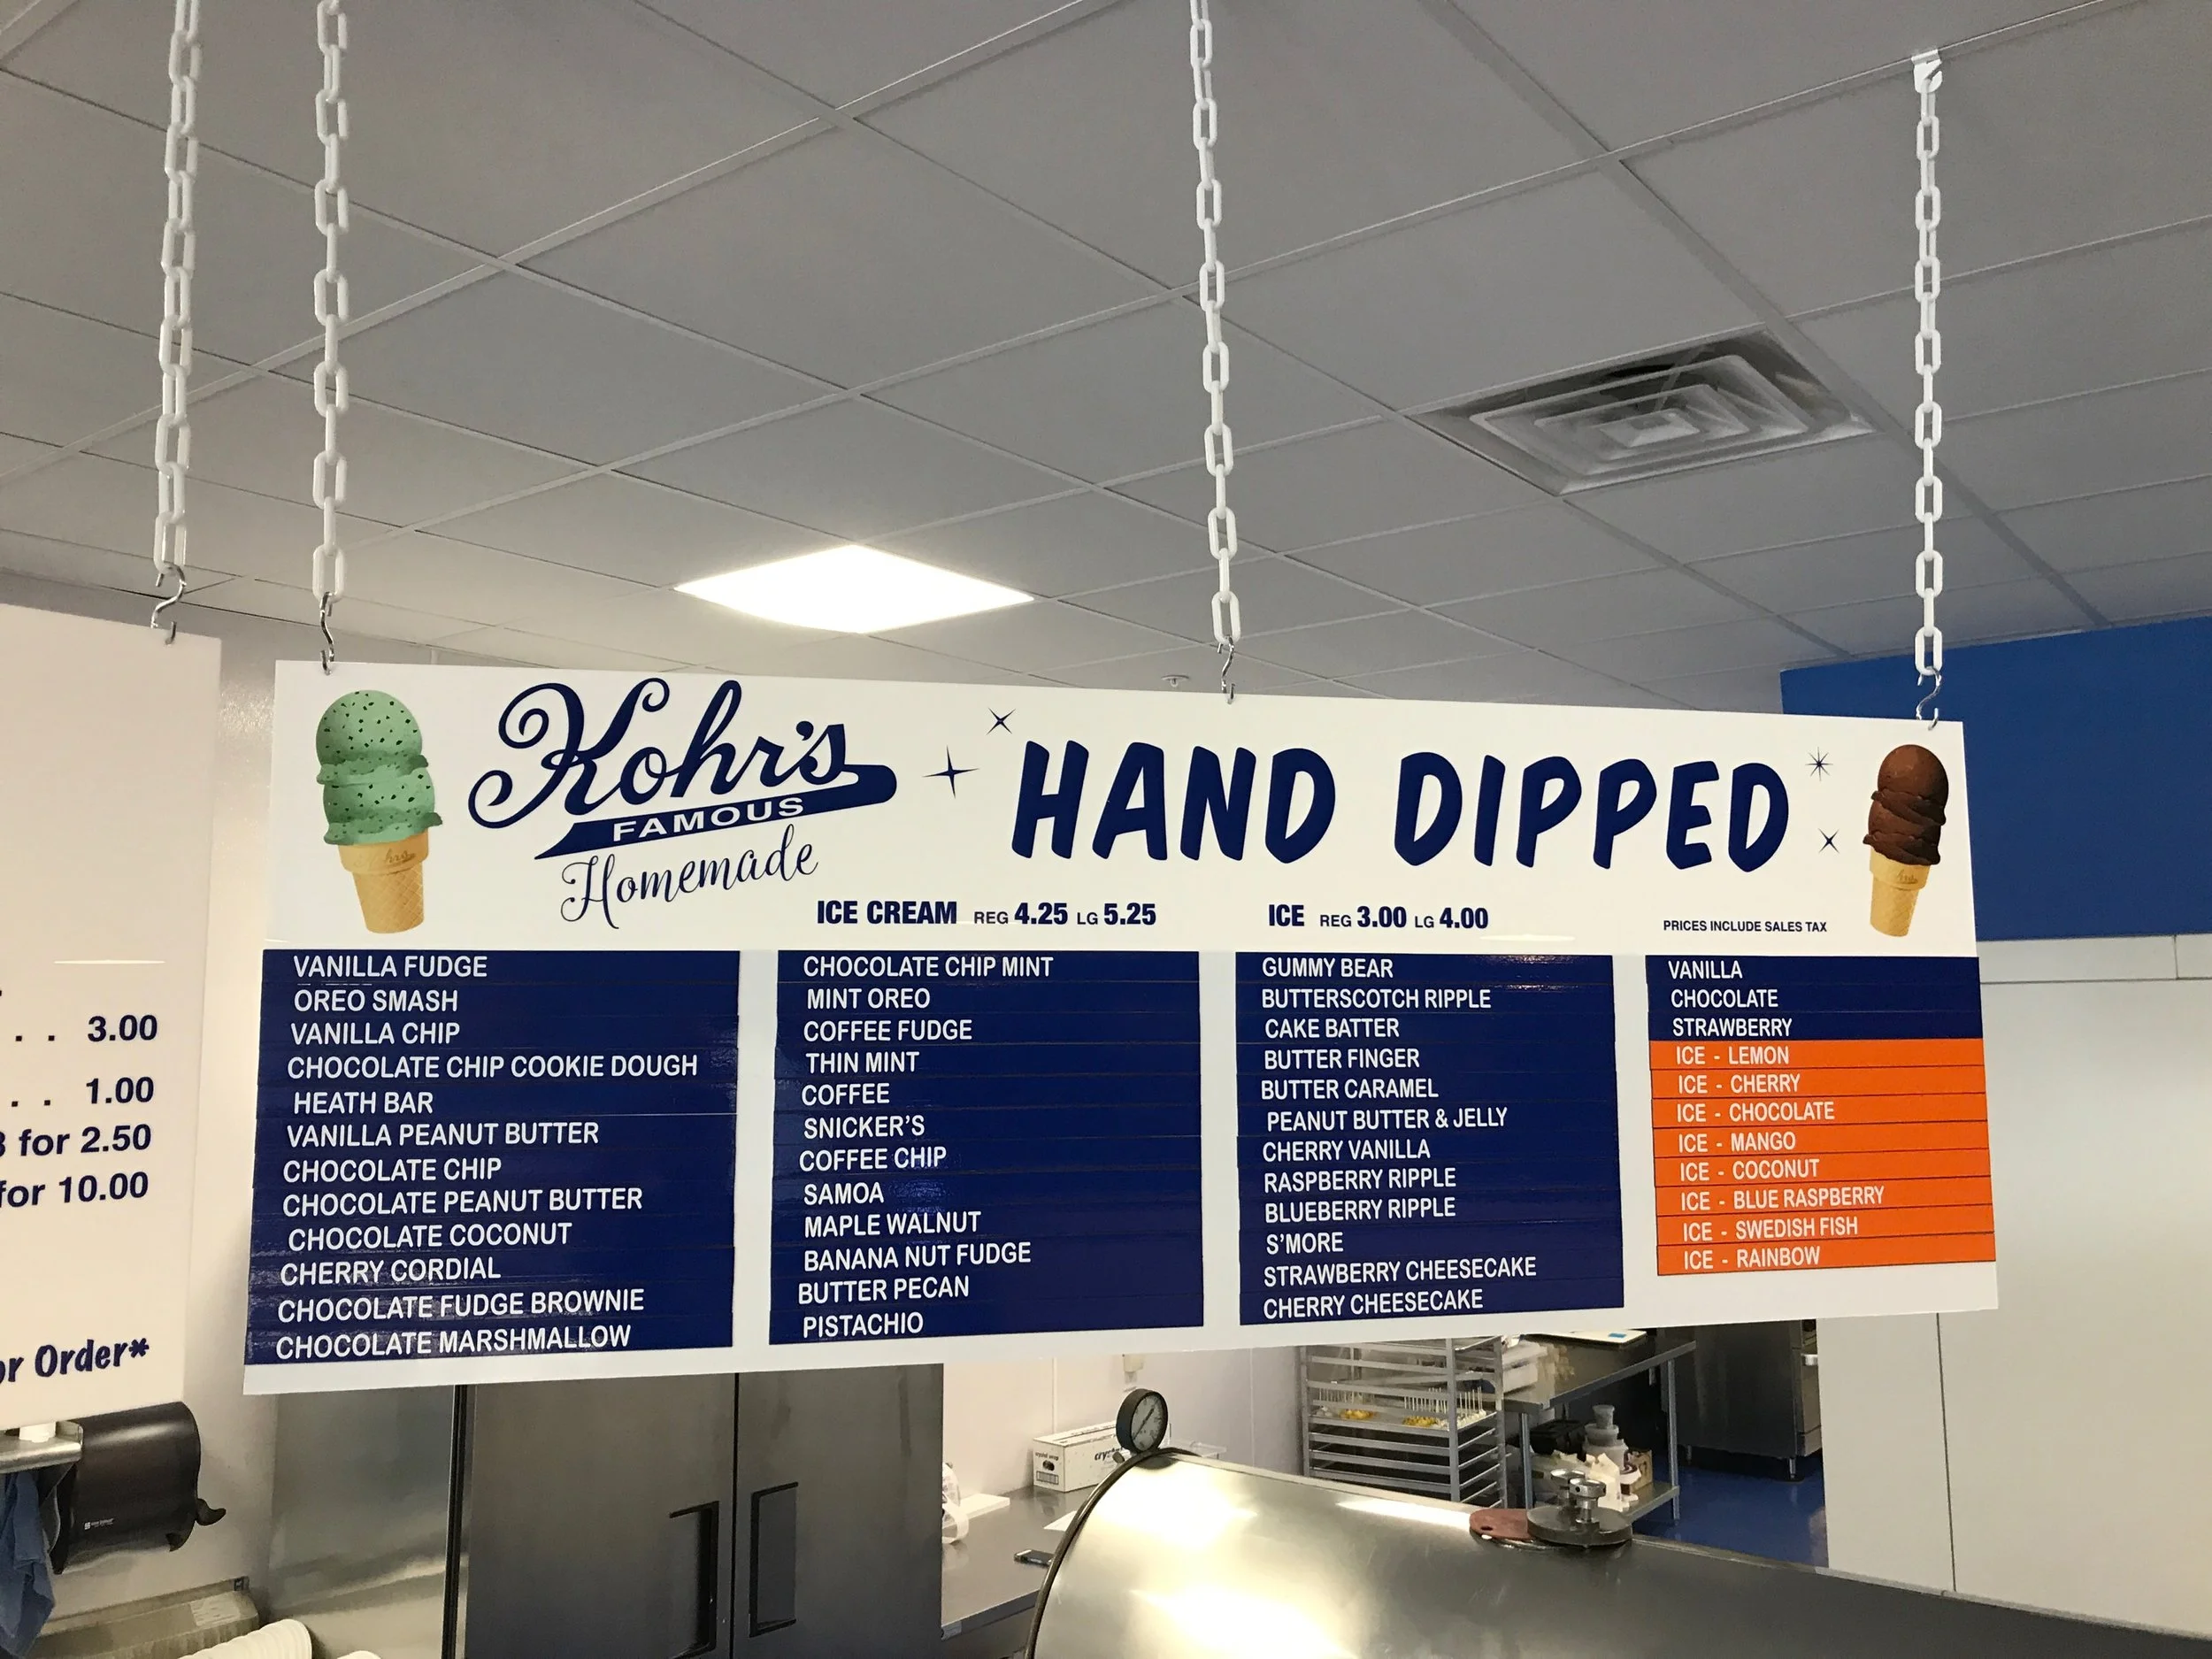 . . 3.00
. . 1.00
for 2.50
for 10.00
Order*
Kohr's
FAMOUS
Homemade
HAND DIPPED
ICE CREAM REG 4.25 LG 5.25
ICE REG 3.00 LG 4.00
PRICES INCLUDE SALES TAX
VANILLA FUDGE
OREO SMASH
VANILLA CHIP
CHOCOLATE CHIP COOKIE DOUGH
HEATH BAR
VANILLA PEANUT BUTTER
CHOCOLATE CHIP
CHOCOLATE PEANUT BUTTER
CHOCOLATE COCONUT
CHERRY CORDIAL
CHOCOLATE FUDGE BROWNIE
CHOCOLATE MARSHMALLOW
CHOCOLATE CHIP MINT
MINT OREO
COFFEE FUDGE
THIN MINT
COFFEE
SNICKER'S
COFFEE CHIP
SAMOA
MAPLE WALNUT
BANANA NUT FUDGE
BUTTER PECAN
PISTACHIO
GUMMY BEAR
BUTTERSCOTCH RIPPLE
CAKE BATTER
BUTTER FINGER
BUTTER CARAMEL
PEANUT BUTTER & JELLY
CHERRY VANILLA
RASPBERRY RIPPLE
BLUEBERRY RIPPLE
S'MORE
STRAWBERRY CHEESECAKE
CHERRY CHEESECAKE
VANILLA
CHOCOLATE
STRAWBERRY
ICE - LEMON
ICE - CHERRY
ICE - CHOCOLATE
ICE - MANGO
ICE - COCONUT
ICE - BLUE RASPBERRY
ICE - SWEDISH FISH
ICE - RAINBOW